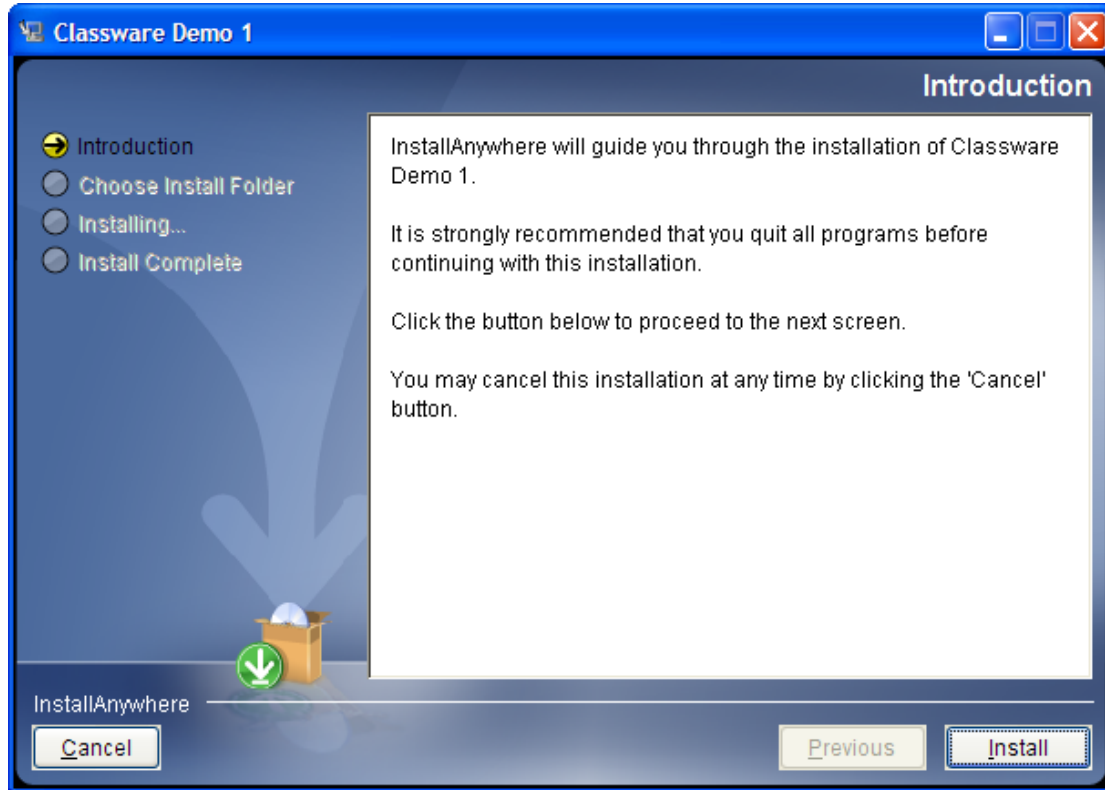 Classware Demo 1
Introduction
Introduction
Choose Install Folder
Installing...
Install Complete
InstallAnywhere will guide you through the installation of Classware
Demo 1.
It is strongly recommended that you quit all programs before
continuing with this installation.
Click the button below to proceed to the next screen.
You may cancel this installation at any time by clicking the 'Cancel'
button.
InstallAnywhere
Cancel
Previous
Install